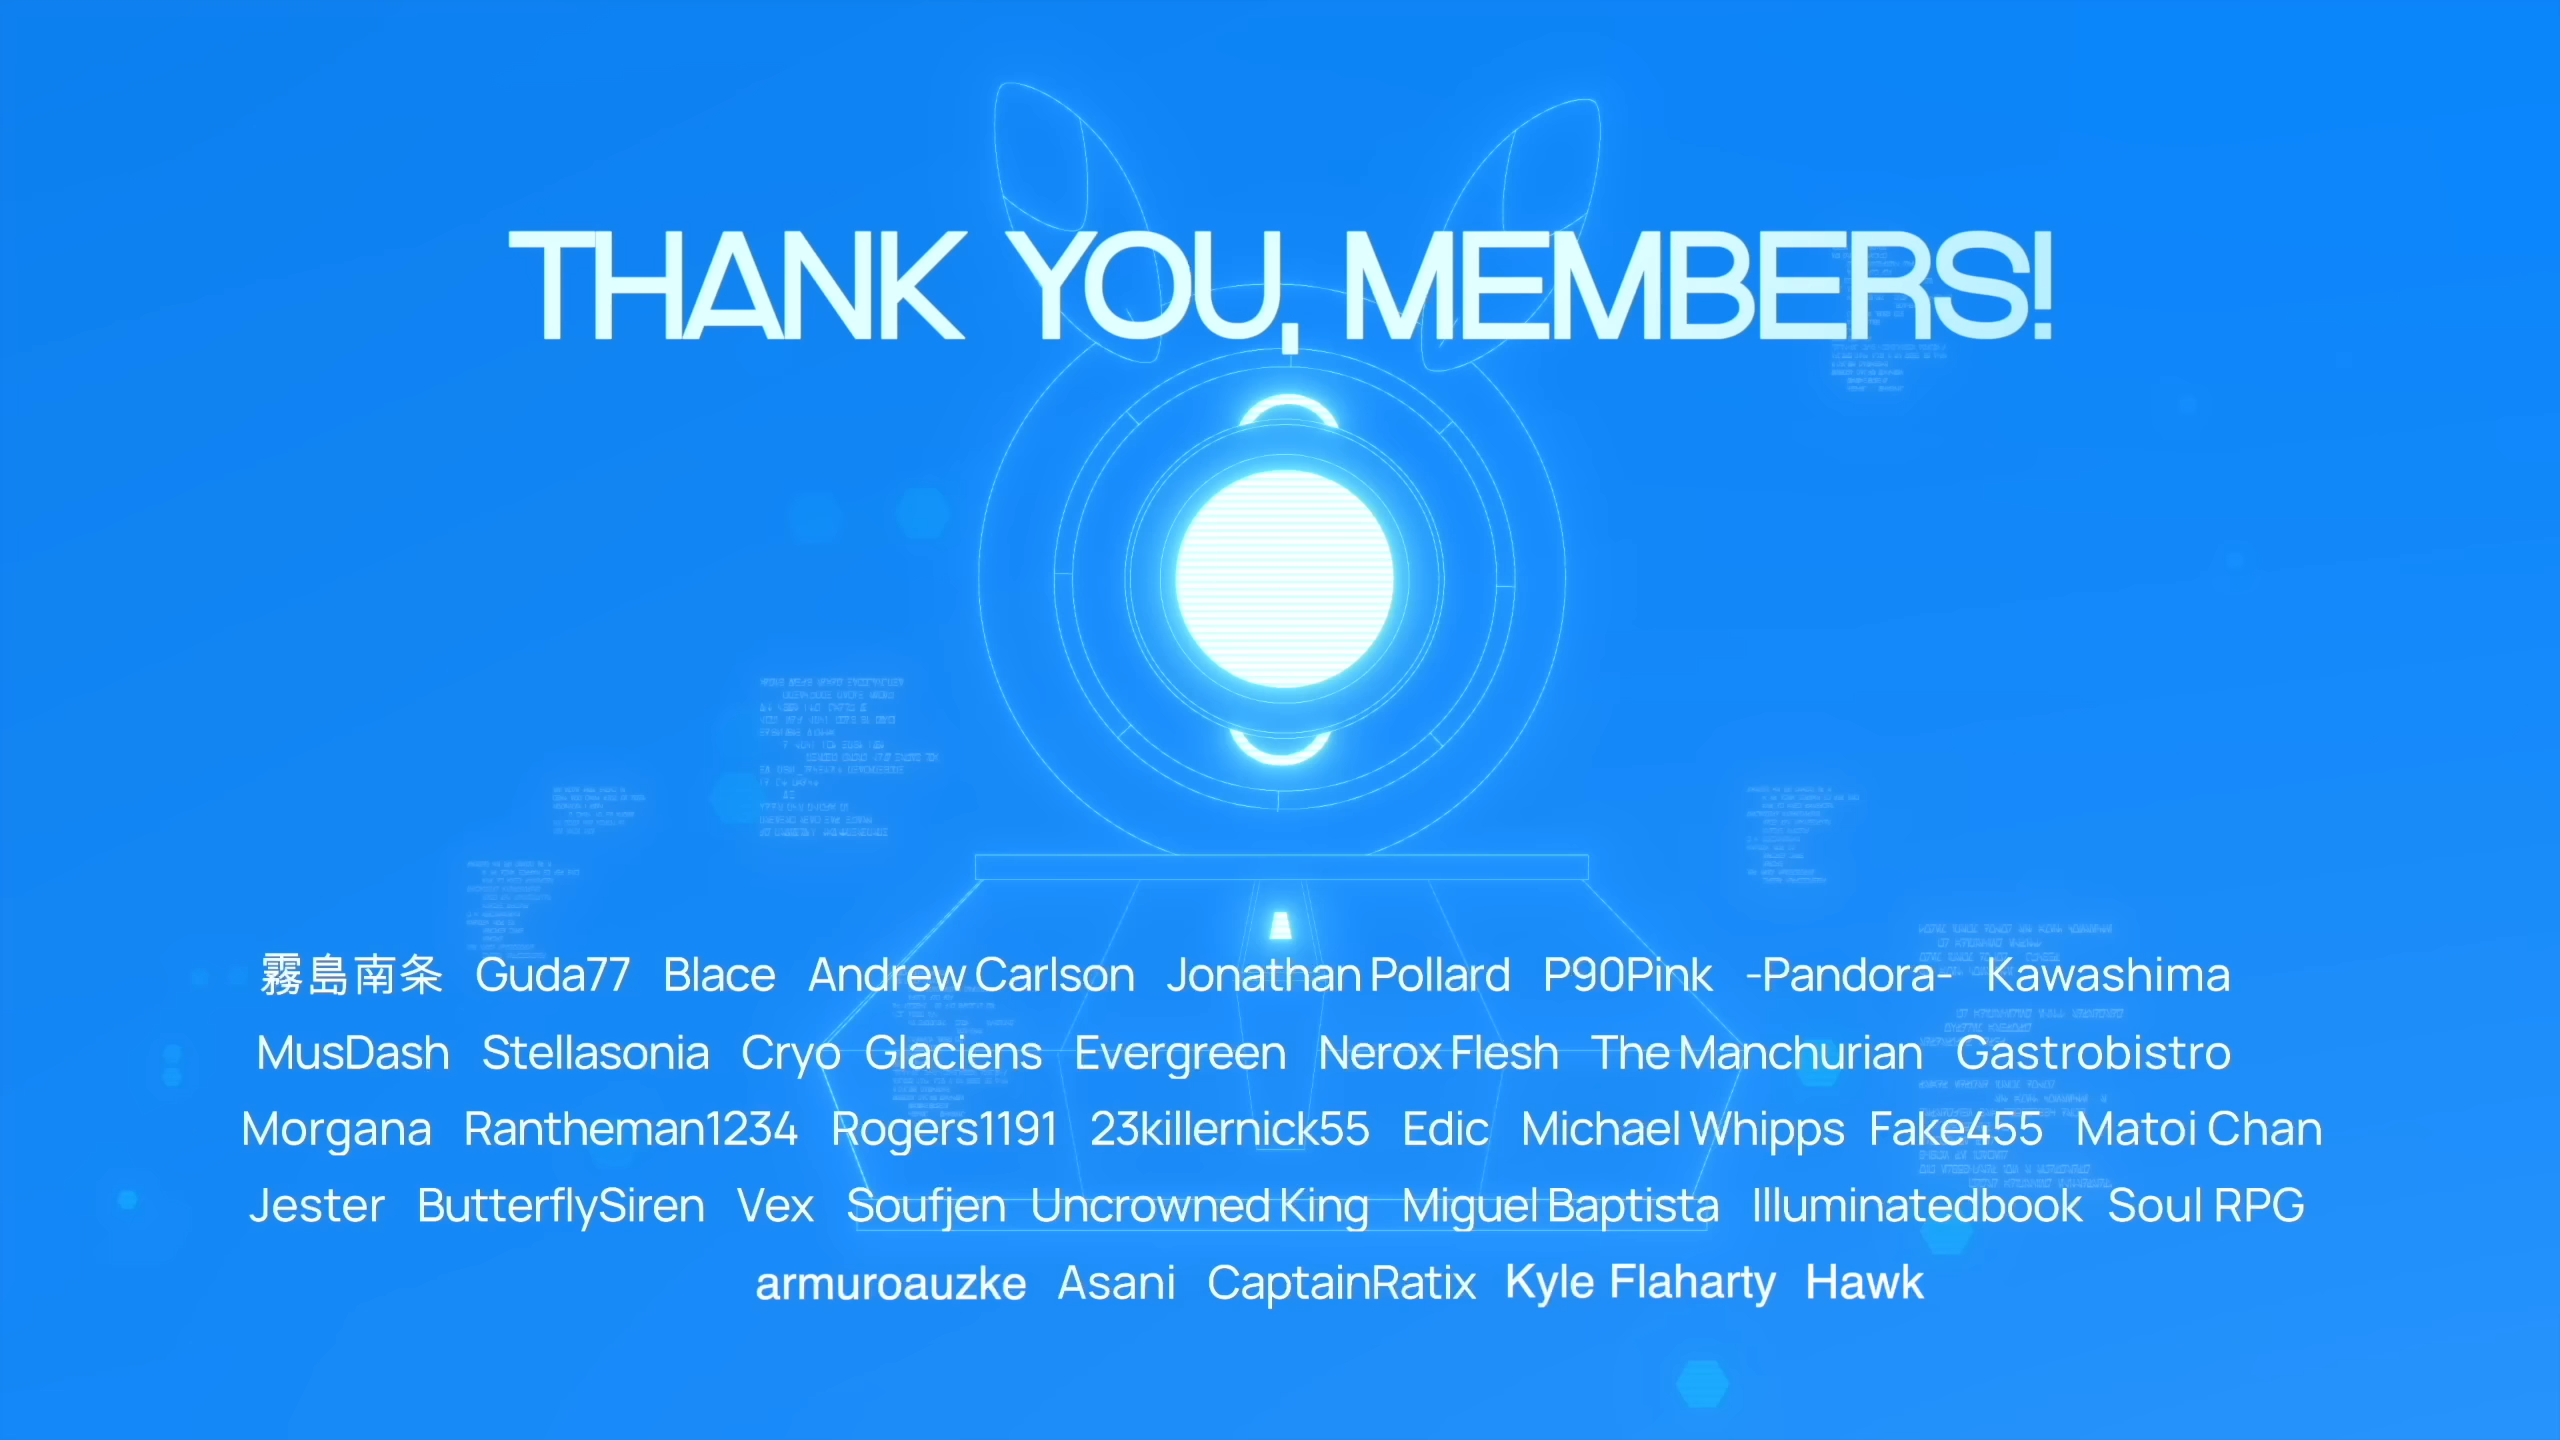 THANK YOU, MEMBERS!
霧島南条 Guda77 Blace Andrew Carlson Jonathan Pollard P90Pink -Pandora- Kawashima
MusDash Stellasonia Cryo Glaciens Evergreen Nerox Flesh The Manchurian Gastrobistro
Morgana Rantheman1234 Rogers1191 23killernick55 Edic Michael Whipps Fake455 Matoi Chan
Jester ButterflySiren Vex Soufjen Uncrowned King Miguel Baptista Illuminatedbook Soul RPG
armuroauzke Asani CaptainRatix Kyle Flaharty Hawk